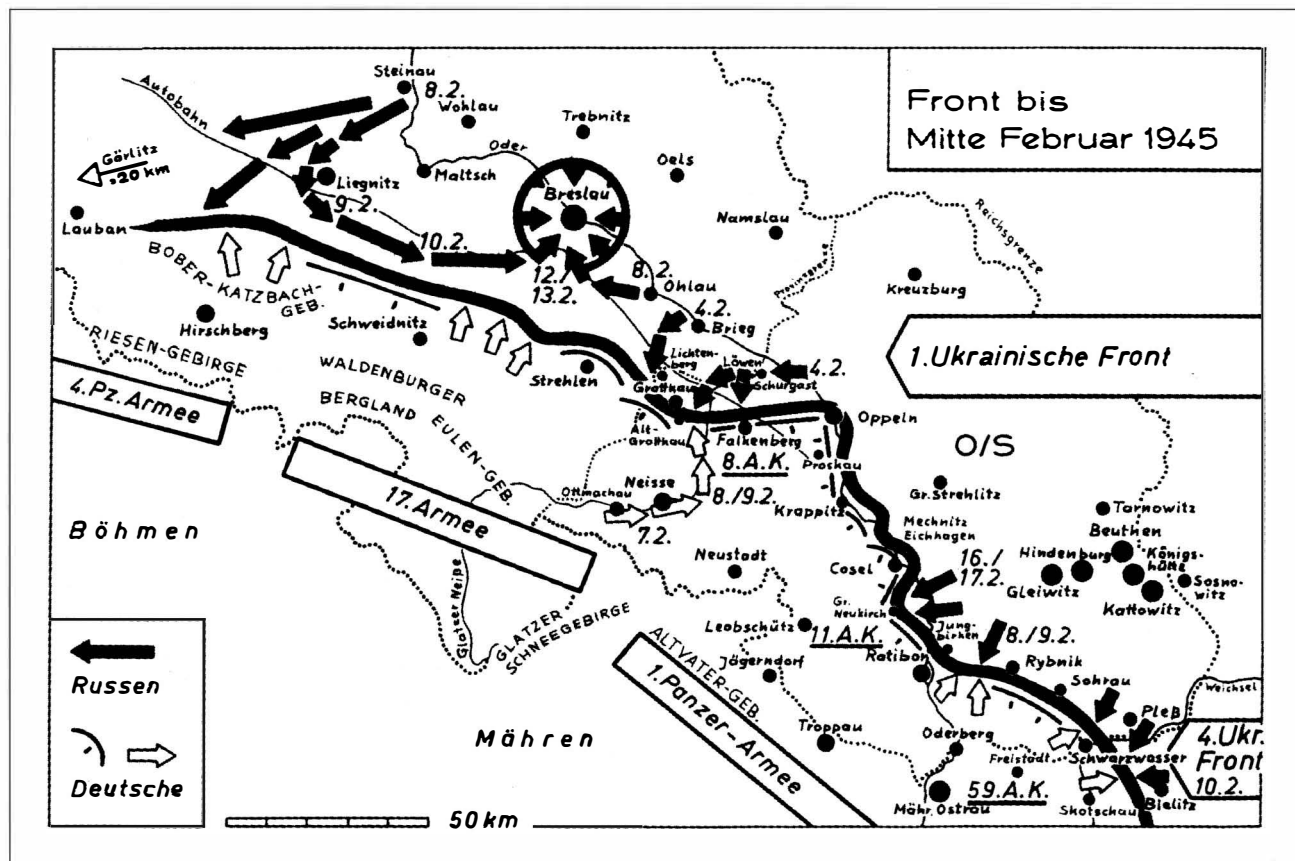 Front bis
Mitte Februar 1945
Steinau
8.2.
Autobahn
Wohlau
Trebnitz
Oder
Görlitz
>20 km
Liegnitz
Maltsch
Oels
Breslau
9.2.
Lauban
Namslau
Reichsgrenze
Provinzgrenze
10.2.
BOBER-KATZBACH-
GEB.
12./
13.2.
8.2.
Ohlau
Kreuzburg
4.2.
Brieg
Hirschberg
Schweidnitz
RIESEN-GEBIRGE
1.Ukrainische Front
Lichten-
berg
Löwen
4.2.
Strehlen
WALDENBURGER
BERGLAND
EULEN-GEB.
Grottkau
Schurgast
4.Pz.Armee
Oppeln
Alt-
Grottkau
Falkenberg
O/S
8.A.K.
Proskau
17.Armee
Ottmachau
Neisse
8./9.2.
Krappitz
Gr.Strehlitz
Tarnowitz
7.2.
Mechnitz
Eichhagen
Beuthen
Böhmen
Neustadt
Cosel
16./
17.2.
Hindenburg
Königs-
hütte
Gleiwitz
Sosno-
witz
Kattowitz
Glatzer Neiße
GLATZER
SCHNEEGEBIRGE
Gr.
Neukirch
Leobschütz
11.A.K.
Jung-
birken
8./9.2.
ALTVATER-GEB.
Jägerndorf
Ratibor
Rybnik
Sohrau
Weichsel
1.Panzer-Armee
Pleß
Russen
Mähren
Troppau
Oderberg
4.Ukr.
Front
10.2.
Schwarzwasser
Freistadt
Deutsche
59.A.K.
Bielitz
Mähr.Ostrau
Skotschau
50 km